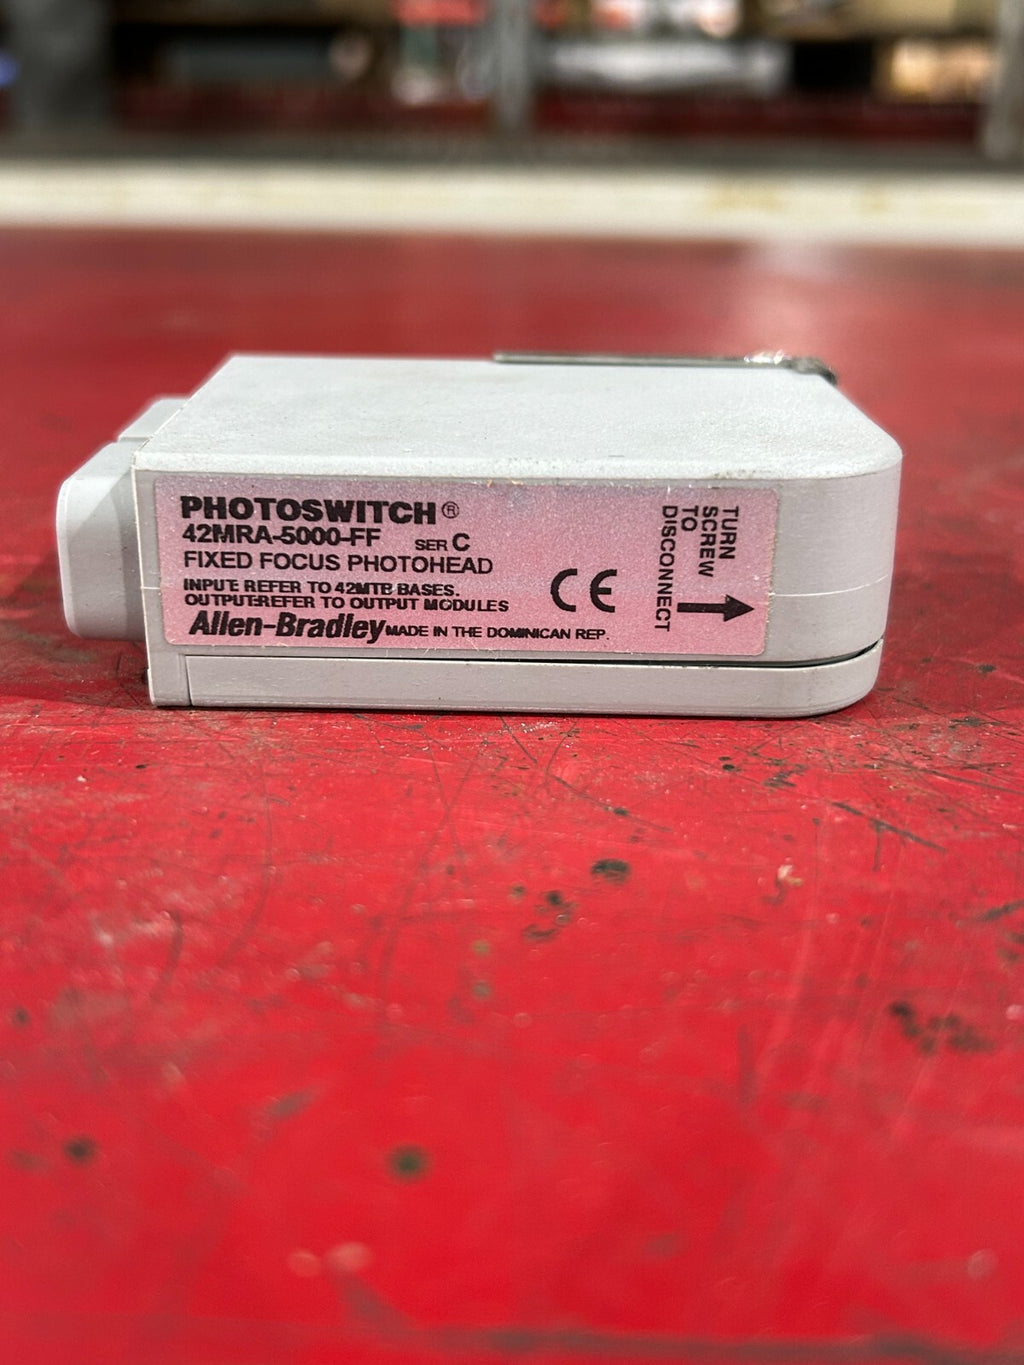 PHOTOSWITCH®
42MRA-5000-FF SER C
FIXED FOCUS PHOTOHEAD
INPUT: REFER TO 42MTB BASES.
OUTPUT:REFER TO OUTPUT MODULES
Allen-Bradley MADE IN THE DOMINICAN REP.
CE
TURN
SCREW
TO
DISCONNECT